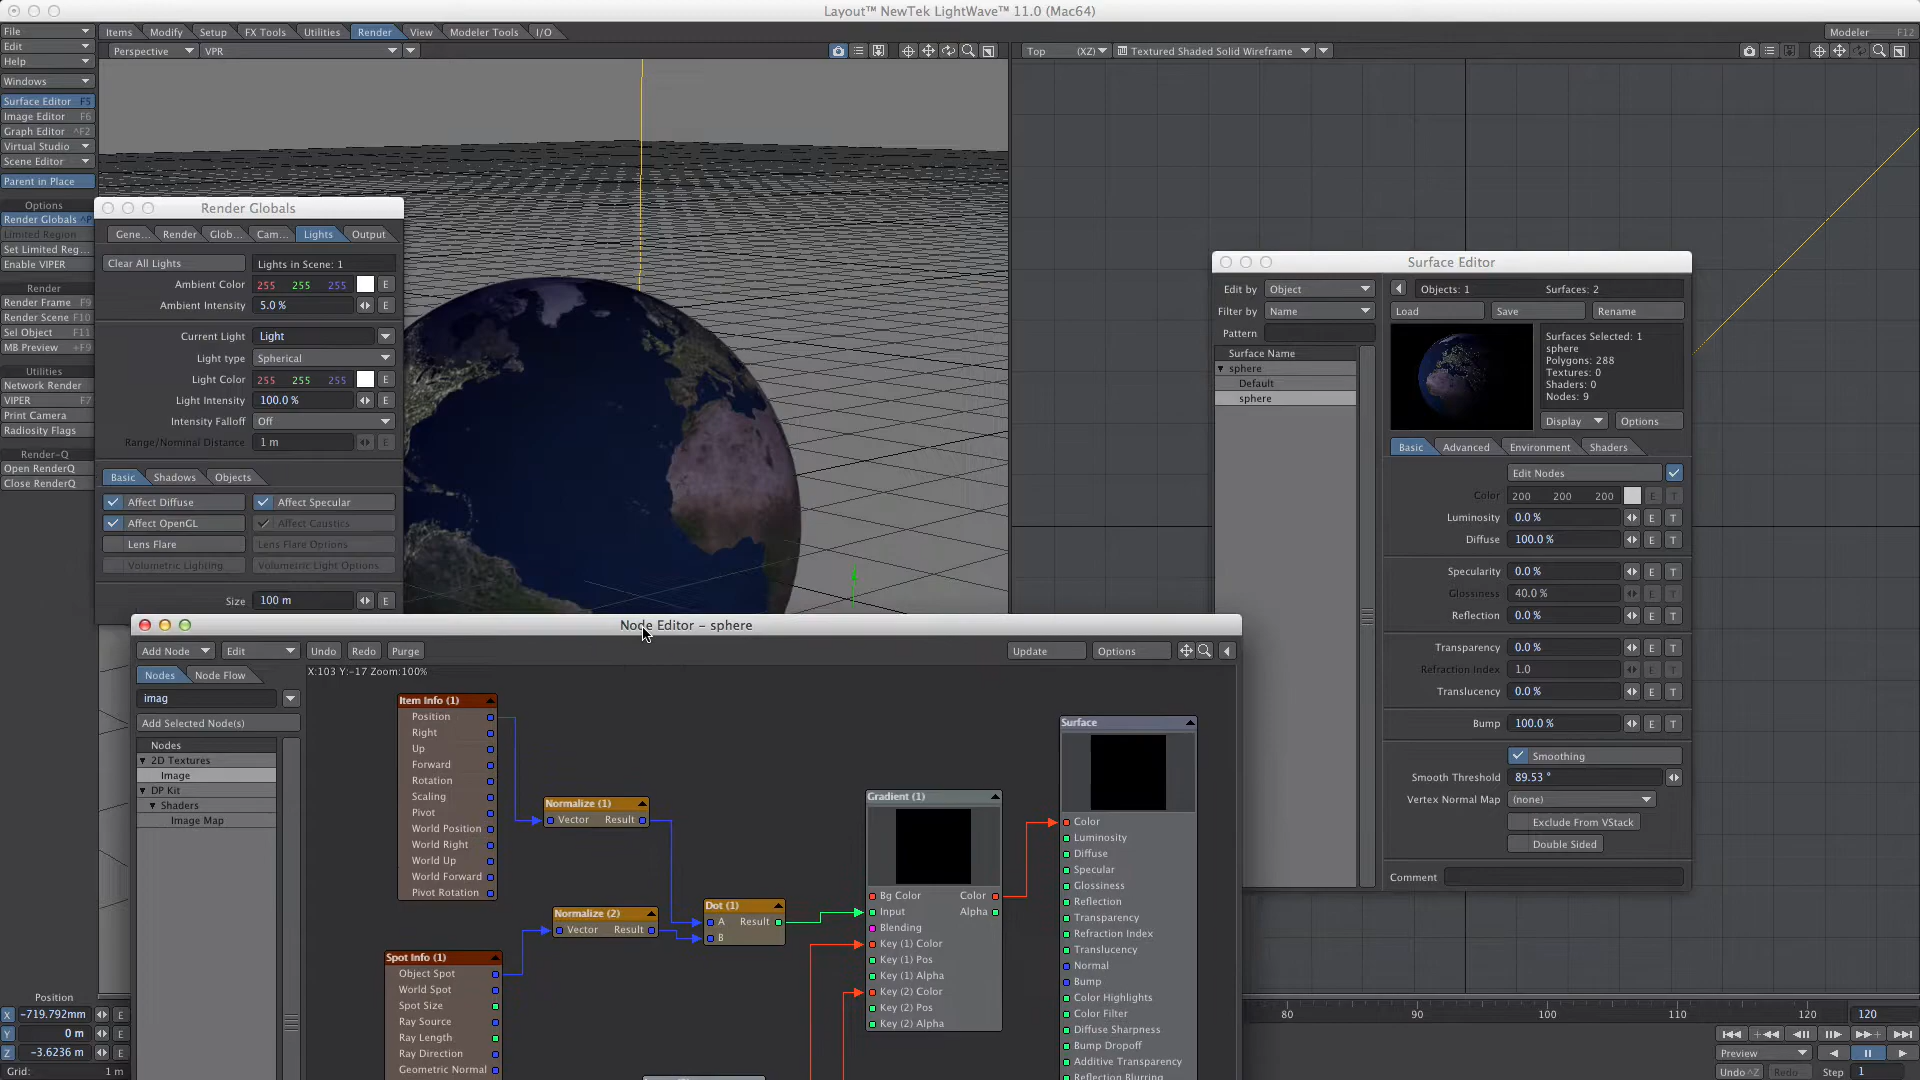 Layout™ NewTek LightWave™ 11.0 (Mac64)
File
Items Modify Setup FX Tools Utilities Render View Modeler Tools I/O
Modeler F12
Edit
Help
Perspective VPR
Top (XZ) Textured Shaded Solid Wireframe
Windows
Surface Editor F5
Image Editor F6
Graph Editor ^F2
Virtual Studio
Scene Editor
Parent in Place
Options
Render Globals ^P
Limited Region
Set Limited Reg...
Enable VIPER
Render
Render Frame F9
Render Scene F10
Sel Object F11
MB Preview +F9
Utilities
Network Render
VIPER F7
Print Camera
Radiosity Flags
Render-Q
Open RenderQ
Close RenderQ
Render Globals
Gene... Render Glob... Cam... Lights Output
Clear All Lights Lights in Scene: 1
Ambient Color 255 255 255 E
Ambient Intensity 5.0 % E
Current Light Light
Light type Spherical
Light Color 255 255 255 E
Light Intensity 100.0 % E
Intensity Falloff Off
Range/Nominal Distance 1 m E
Basic Shadows Objects
Affect Diffuse Affect Specular
Affect OpenGL Affect Caustics
Lens Flare Lens Flare Options
Volumetric Lighting Volumetric Light Options
Size 100 m E
Surface Editor
Edit by Object Objects: 1 Surfaces: 2
Filter by Name Load Save Rename
Pattern
Surface Name
sphere
Default
sphere
Surfaces Selected: 1
sphere
Polygons: 288
Textures: 0
Shaders: 0
Nodes: 9
Display Options
Basic Advanced Environment Shaders
Edit Nodes
Color 200 200 200 E T
Luminosity 0.0 % E T
Diffuse 100.0 % E T
Specularity 0.0 % E T
Glossiness 40.0 % E T
Reflection 0.0 % E T
Transparency 0.0 % E T
Refraction Index 1.0 E T
Translucency 0.0 % E T
Bump 100.0 % E T
Smoothing
Smooth Threshold 89.53 °
Vertex Normal Map (none)
Exclude From VStack
Double Sided
Comment
Node Editor - sphere
Add Node Edit Undo Redo Purge Update Options
Nodes Node Flow
X:103 Y:-17 Zoom:100%
imag
Add Selected Node(s)
Nodes
2D Textures
Image
DP Kit
Shaders
Image Map
Item Info (1)
Position
Right
Up
Forward
Rotation
Scaling
Pivot
World Position
World Right
World Up
World Forward
Pivot Rotation
Normalize (1)
Vector Result
Normalize (2)
Vector Result
Dot (1)
A Result
B
Spot Info (1)
Object Spot
World Spot
Spot Size
Ray Source
Ray Length
Ray Direction
Geometric Normal
Gradient (1)
Bg Color Color
Input Alpha
Blending
Key (1) Color
Key (1) Pos
Key (1) Alpha
Key (2) Color
Key (2) Pos
Key (2) Alpha
Surface
Color
Luminosity
Diffuse
Specular
Glossiness
Reflection
Transparency
Refraction Index
Translucency
Normal
Bump
Color Highlights
Color Filter
Diffuse Sharpness
Bump Dropoff
Additive Transparency
Reflection Blurring
Position
X -719.792mm E
Y 0 m E
Z -3.6236 m E
Grid: 1 m
80 90 100 110 120 120
Preview
Undo ^Z Redo Step 1